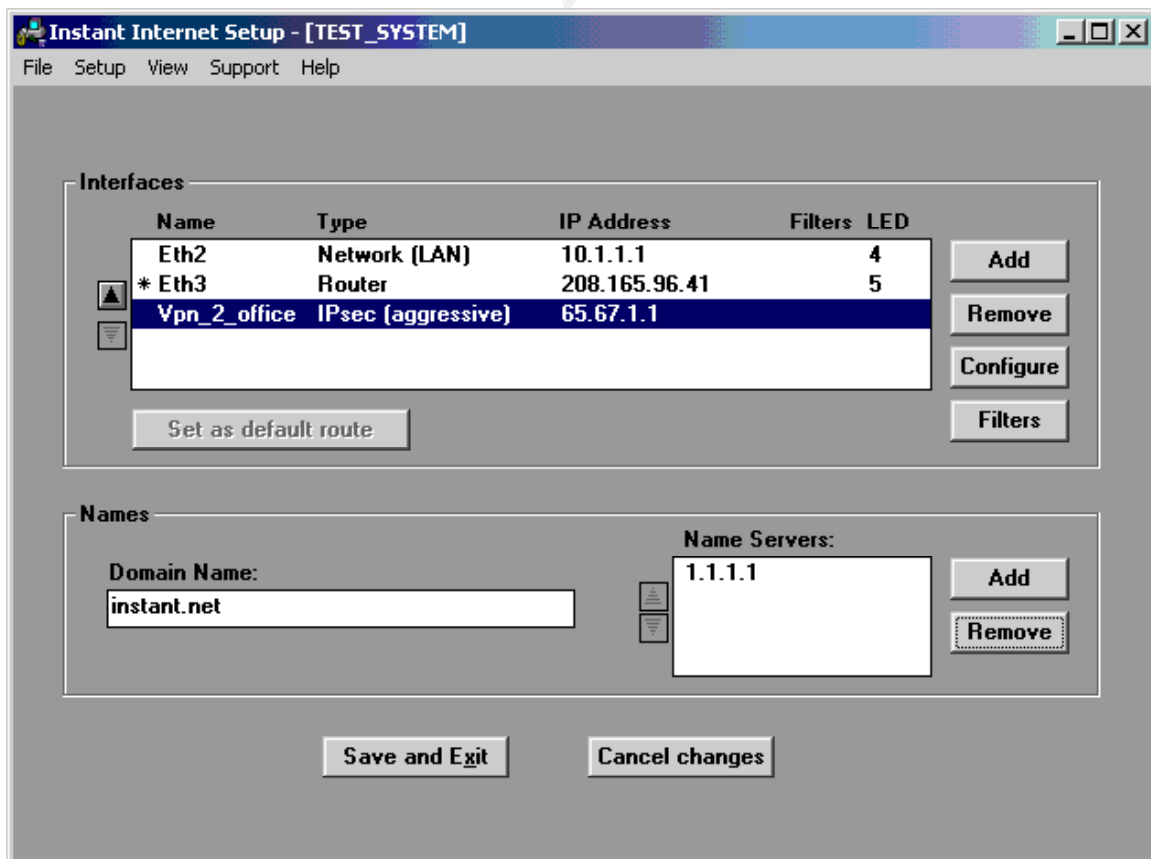 Instant Internet Setup - [TEST_SYSTEM]
File Setup View Support Help
Interfaces
Name Type IP Address Filters LED
Eth2 Network (LAN) 10.1.1.1 4
* Eth3 Router 208.165.96.41 5
Vpn_2_office IPsec (aggressive) 65.67.1.1
Add
Remove
Configure
Filters
Set as default route
Names
Domain Name:
instant.net
Name Servers:
1.1.1.1
Add
Remove
Save and Exit Cancel changes